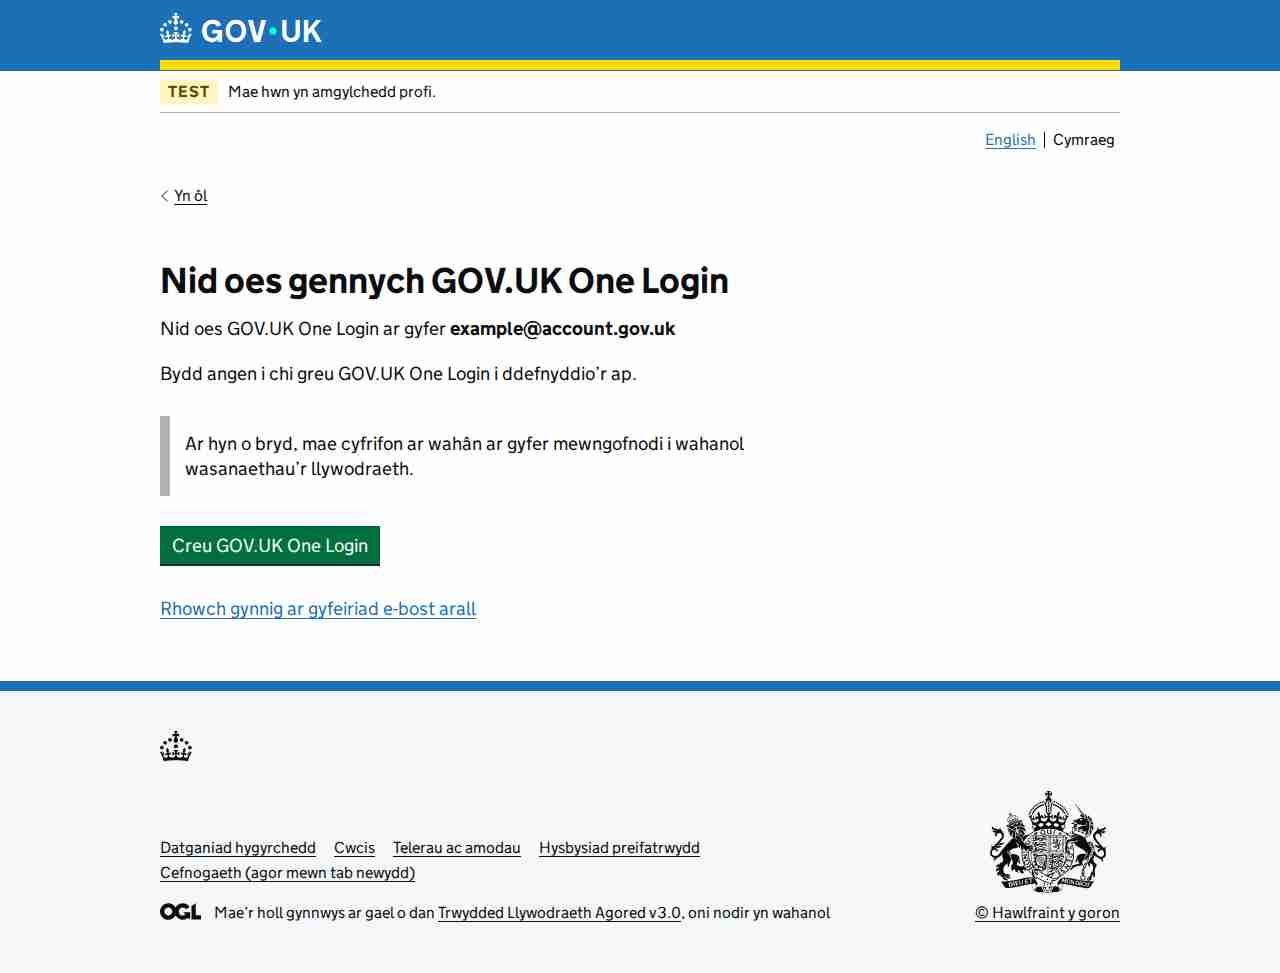 GOV·UK
TEST Mae hwn yn amgylchedd profi.
English Cymraeg
Yn ôl
Nid oes gennych GOV.UK One Login
Nid oes GOV.UK One Login ar gyfer example@account.gov.uk
Bydd angen i chi greu GOV.UK One Login i ddefnyddio’r ap.
Ar hyn o bryd, mae cyfrifon ar wahân ar gyfer mewngofnodi i wahanol
wasanaethau’r llywodraeth.
Creu GOV.UK One Login
Rhowch gynnig ar gyfeiriad e-bost arall
Datganiad hygyrchedd Cwcis Telerau ac amodau Hysbysiad preifatrwydd
Cefnogaeth (agor mewn tab newydd)
OGL Mae’r holl gynnwys ar gael o dan Trwydded Llywodraeth Agored v3.0, oni nodir yn wahanol
© Hawlfraint y goron